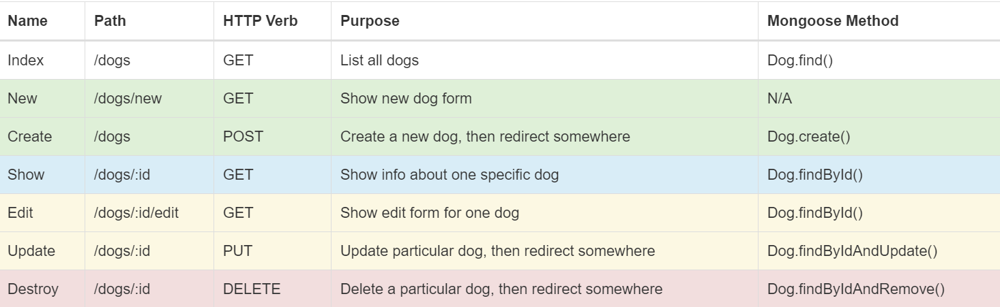 Name Path HTTP Verb Purpose Mongoose Method
Index /dogs GET List all dogs Dog.find()
New /dogs/new GET Show new dog form N/A
Create /dogs POST Create a new dog, then redirect somewhere Dog.create()
Show /dogs/:id GET Show info about one specific dog Dog.findById()
Edit /dogs/:id/edit GET Show edit form for one dog Dog.findById()
Update /dogs/:id PUT Update particular dog, then redirect somewhere Dog.findByIdAndUpdate()
Destroy /dogs/:id DELETE Delete a particular dog, then redirect somewhere Dog.findByIdAndRemove()